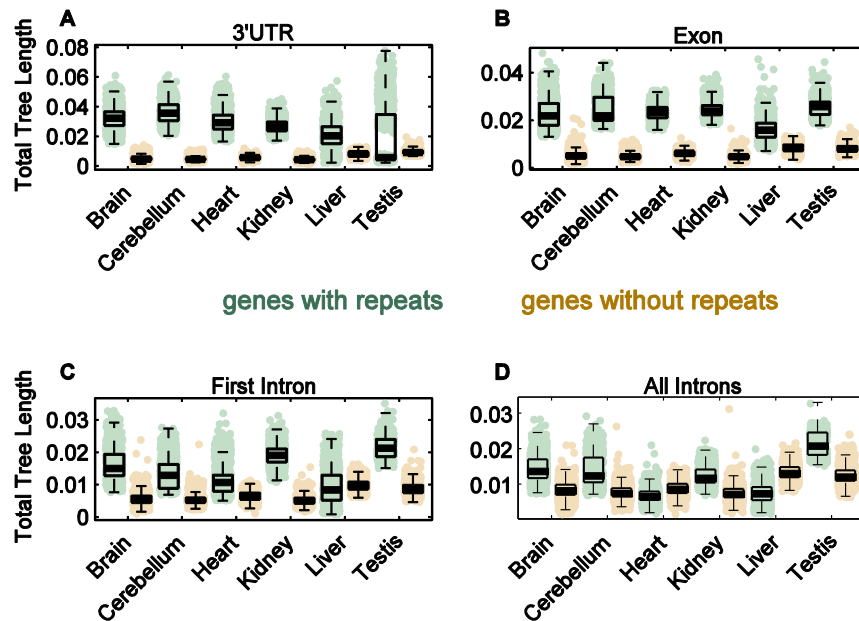 A
3'UTR
Total Tree Length
0.08
0.06
0.04
0.02
0
Brain
Cerebellum
Heart
Kidney
Liver
Testis
B
Exon
0.04
0.02
0
Brain
Cerebellum
Heart
Kidney
Liver
Testis
genes with repeats
genes without repeats
C
First Intron
Total Tree Length
0.03
0.02
0.01
0
Brain
Cerebellum
Heart
Kidney
Liver
Testis
D
All Introns
0.03
0.02
0.01
Brain
Cerebellum
Heart
Kidney
Liver
Testis